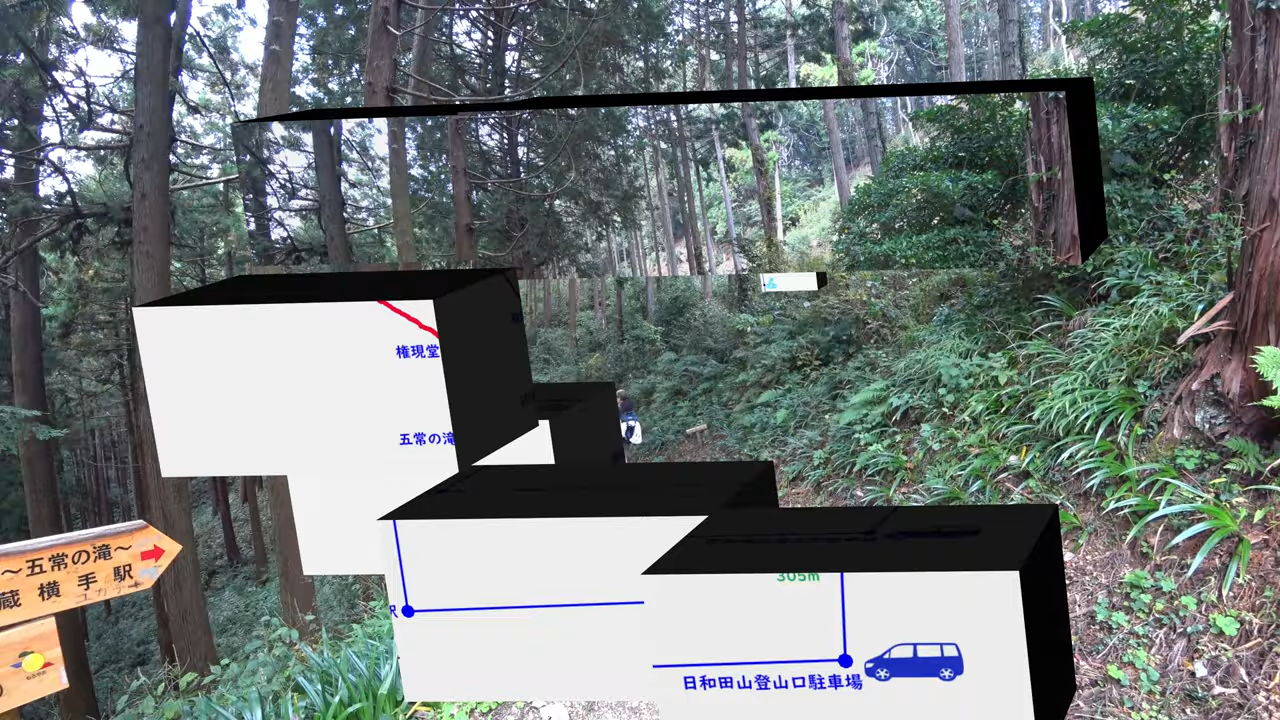 権現堂
五常の滝
～五常の滝～
蔵横手駅
駅
305m
日和田山登山口駐車場